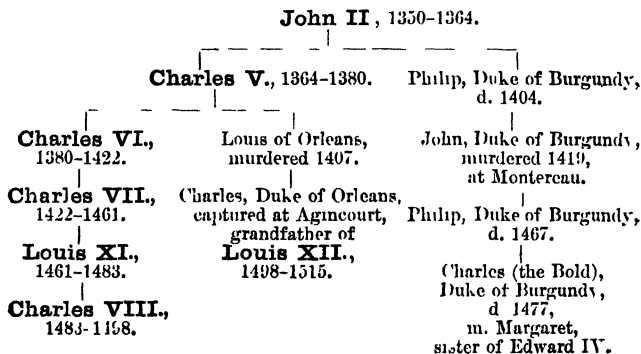 John II, 1350-1364.
Charles V., 1364-1380.
Philip, Duke of Burgundy,
d. 1404.
Charles VI.,
1380-1422.
Louis of Orleans,
murdered 1407.
John, Duke of Burgundy,
murdered 1419,
at Montereau.
Charles VII.,
1422-1461.
Charles, Duke of Orleans,
captured at Agincourt,
grandfather of
Louis XII.,
1498-1515.
Philip, Duke of Burgundy,
d. 1467.
Louis XI.,
1461-1483.
Charles (the Bold),
Duke of Burgundy,
d 1477,
m. Margaret,
sister of Edward IV.
Charles VIII.,
1483-1498.